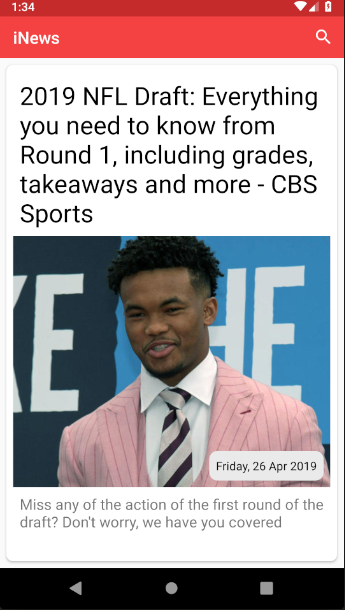 1:34
iNews
2019 NFL Draft: Everything
you need to know from
Round 1, including grades,
takeaways and more - CBS
Sports
KE HE
Friday, 26 Apr 2019
Miss any of the action of the first round of the
draft? Don't worry, we have you covered